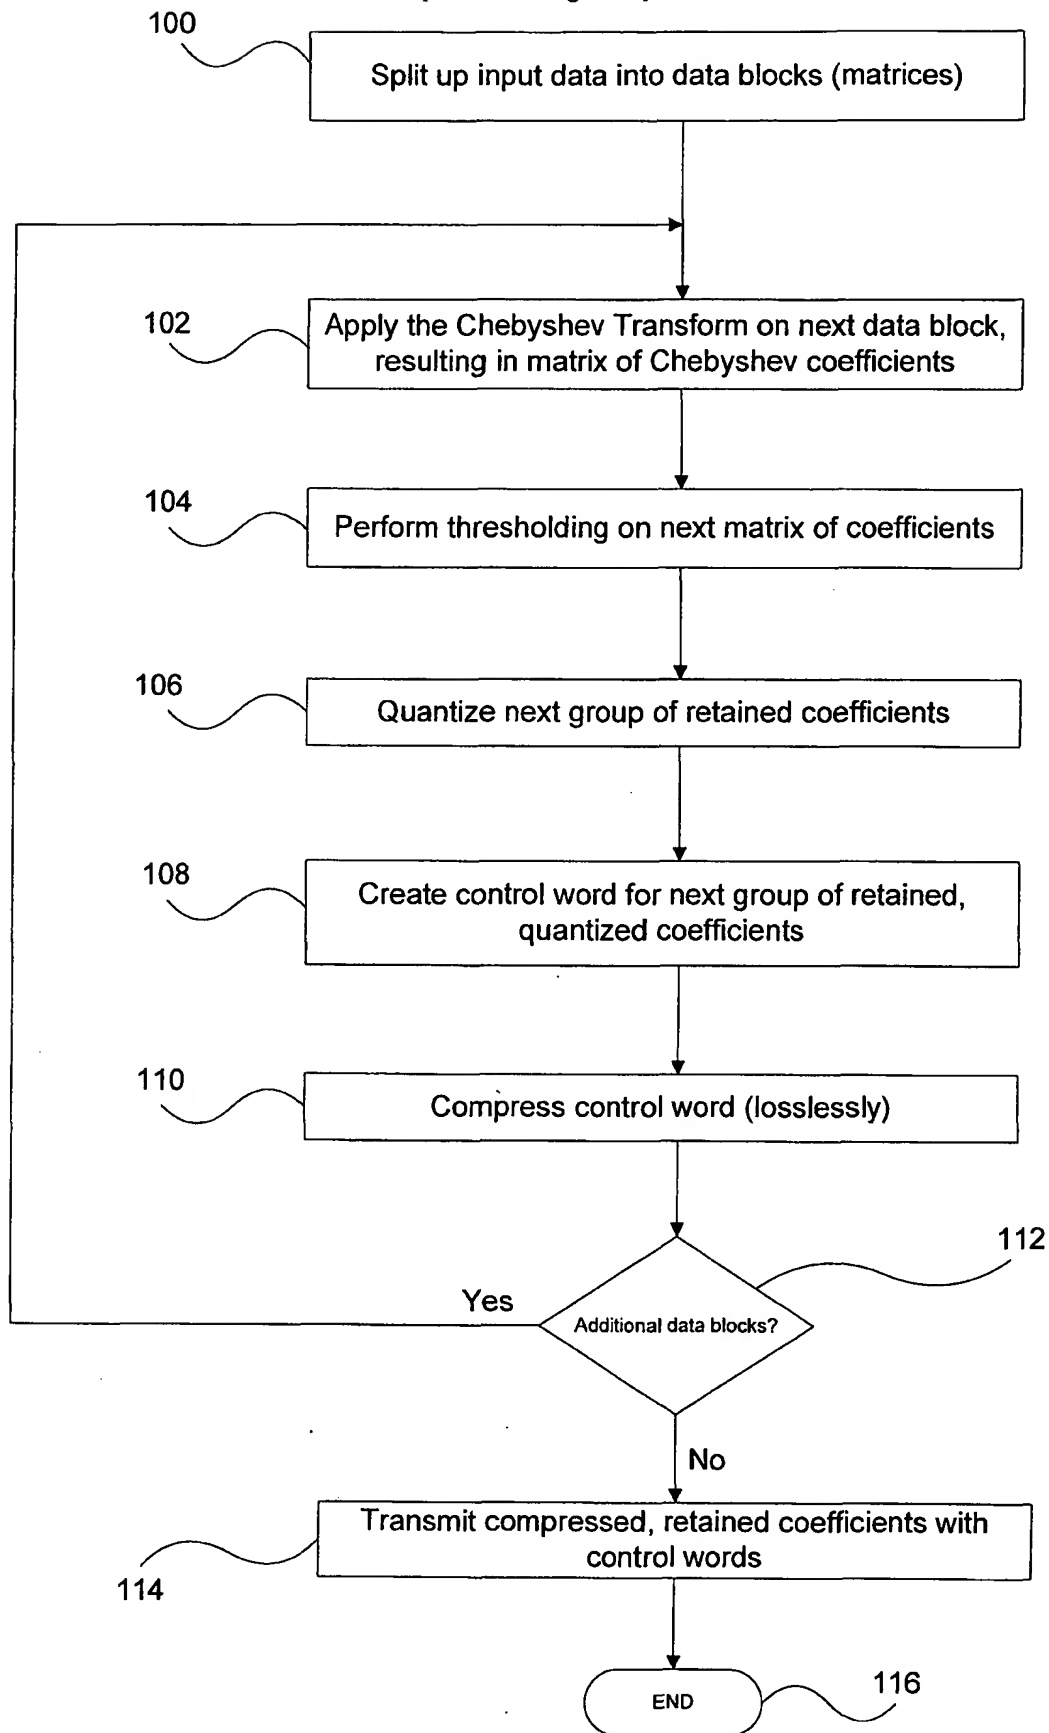 100
Split up input data into data blocks (matrices)
102
Apply the Chebyshev Transform on next data block,
resulting in matrix of Chebyshev coefficients
104
Perform thresholding on next matrix of coefficients
106
Quantize next group of retained coefficients
108
Create control word for next group of retained,
quantized coefficients
110
Compress control word (losslessly)
112
Yes
Additional data blocks?
No
Transmit compressed, retained coefficients with
control words
114
END
116